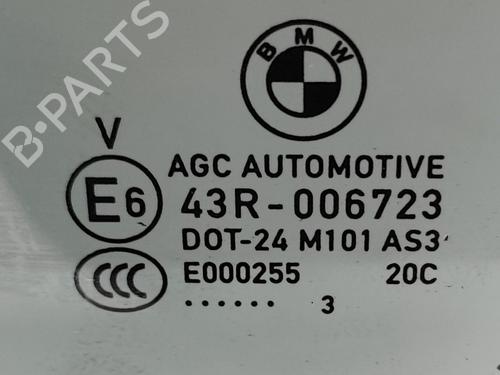 B-PARTS
BMW
V
AGC AUTOMOTIVE
E6 43R-006723
DOT-24 M101 AS3
CCC E000255 20C
...... 3